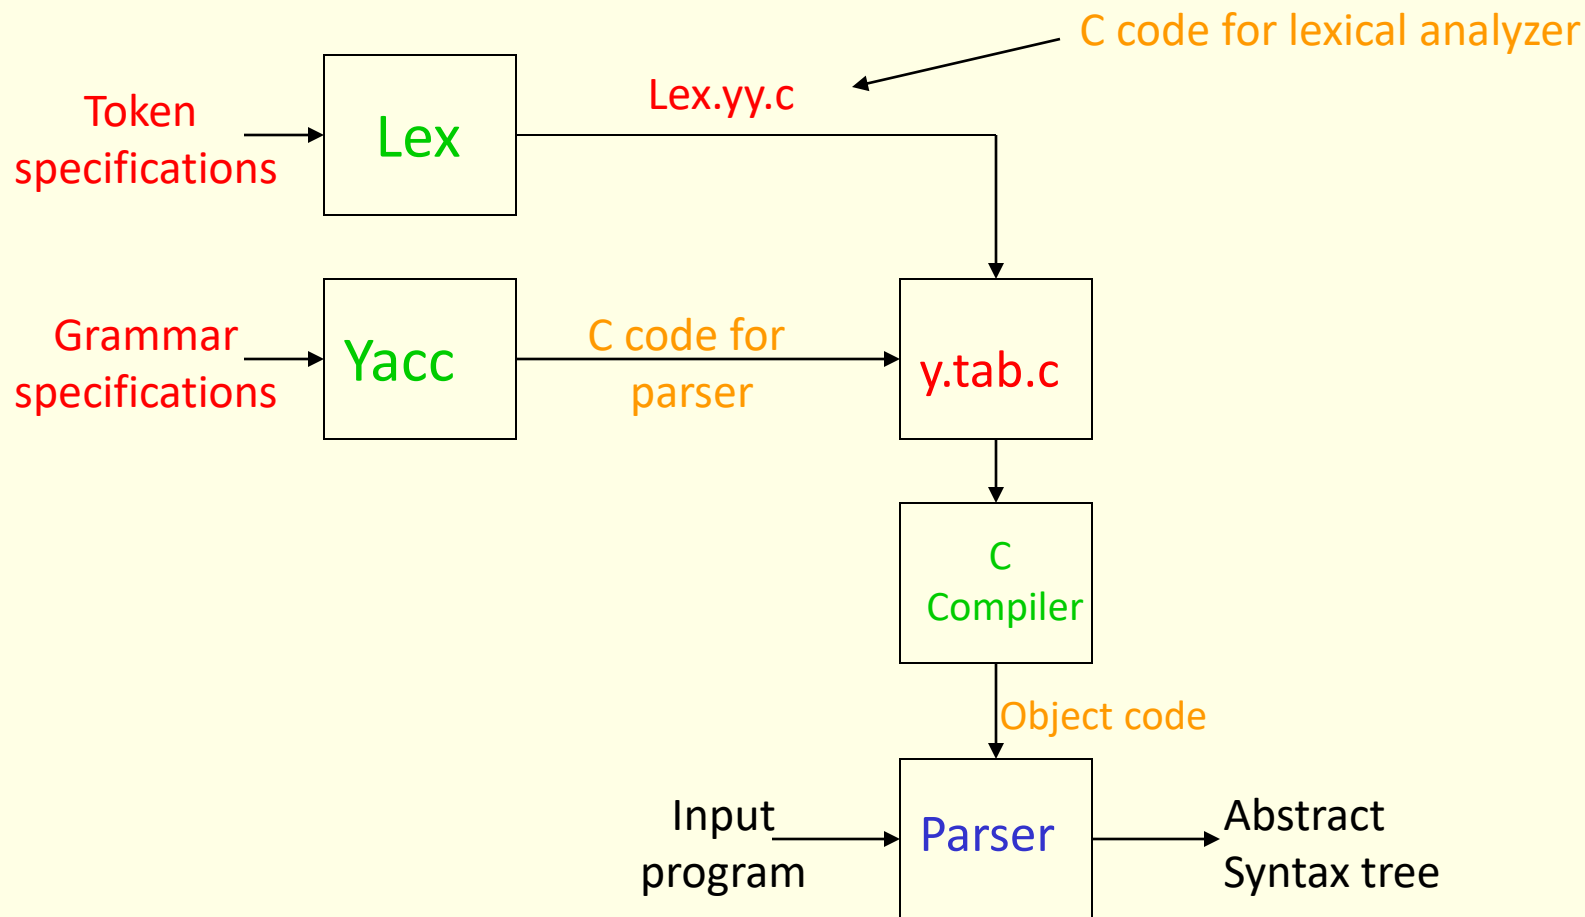 C code for lexical analyzer
Token
specifications
Lex
Lex.yy.c
Grammar
specifications
Yacc
C code for
parser
y.tab.c
C
Compiler
Object code
Input
program
Parser
Abstract
Syntax tree